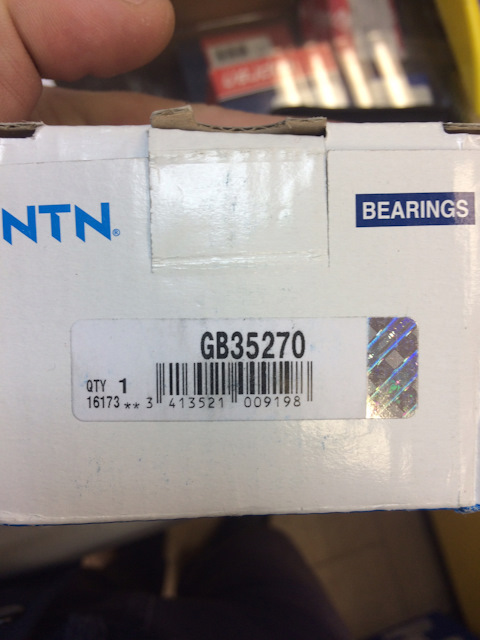 NTN®
BEARINGS
GB35270
QTY 1
16173 ** 3 413521 009198